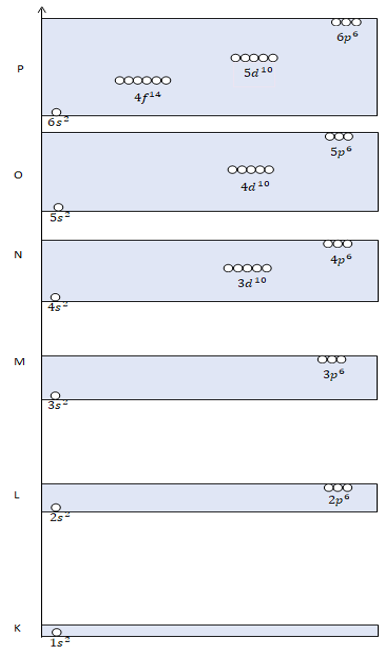 6p⁶
P
5d¹⁰
4f¹⁴
6s²
5p⁶
O
4d¹⁰
5s²
N
4p⁶
3d¹⁰
4s²
M
3p⁶
3s²
L
2p⁶
2s²
K
1s²